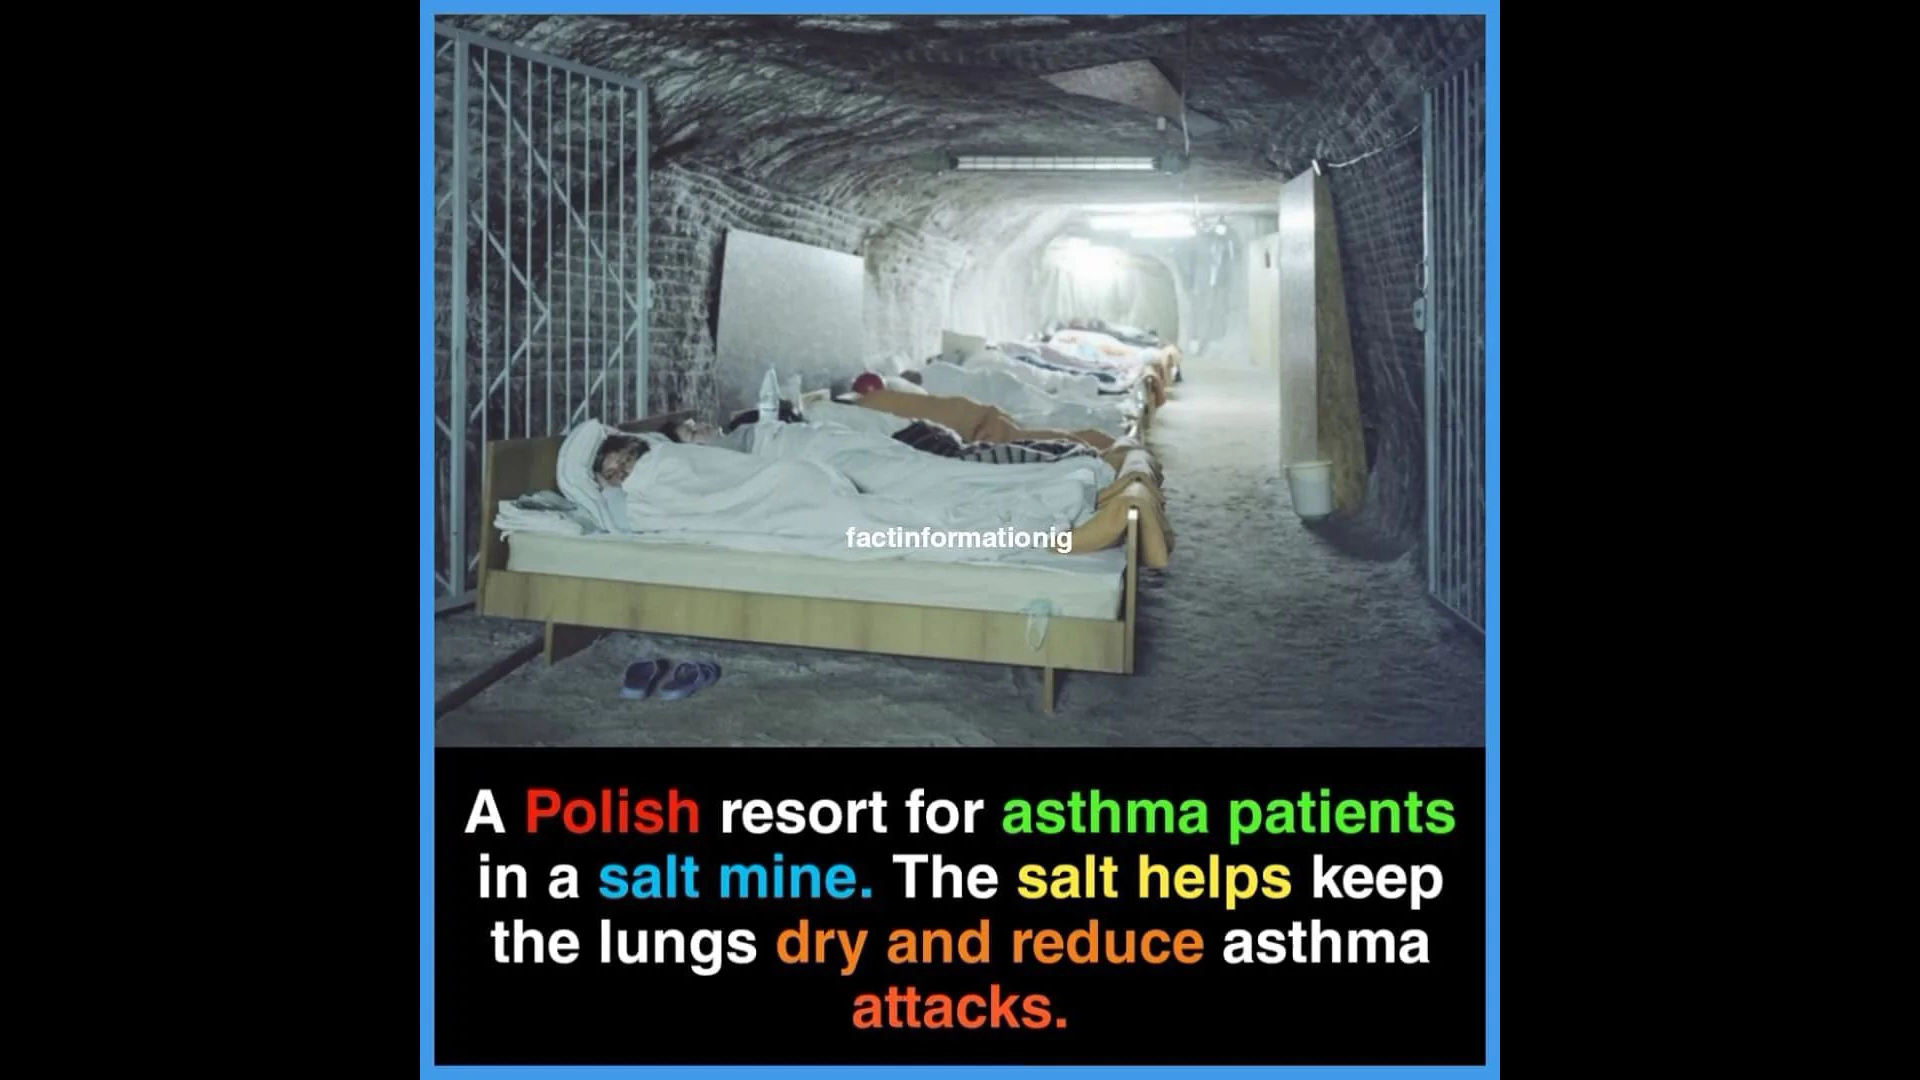 factinformationig
A Polish resort for asthma patients
in a salt mine. The salt helps keep
the lungs dry and reduce asthma
attacks.